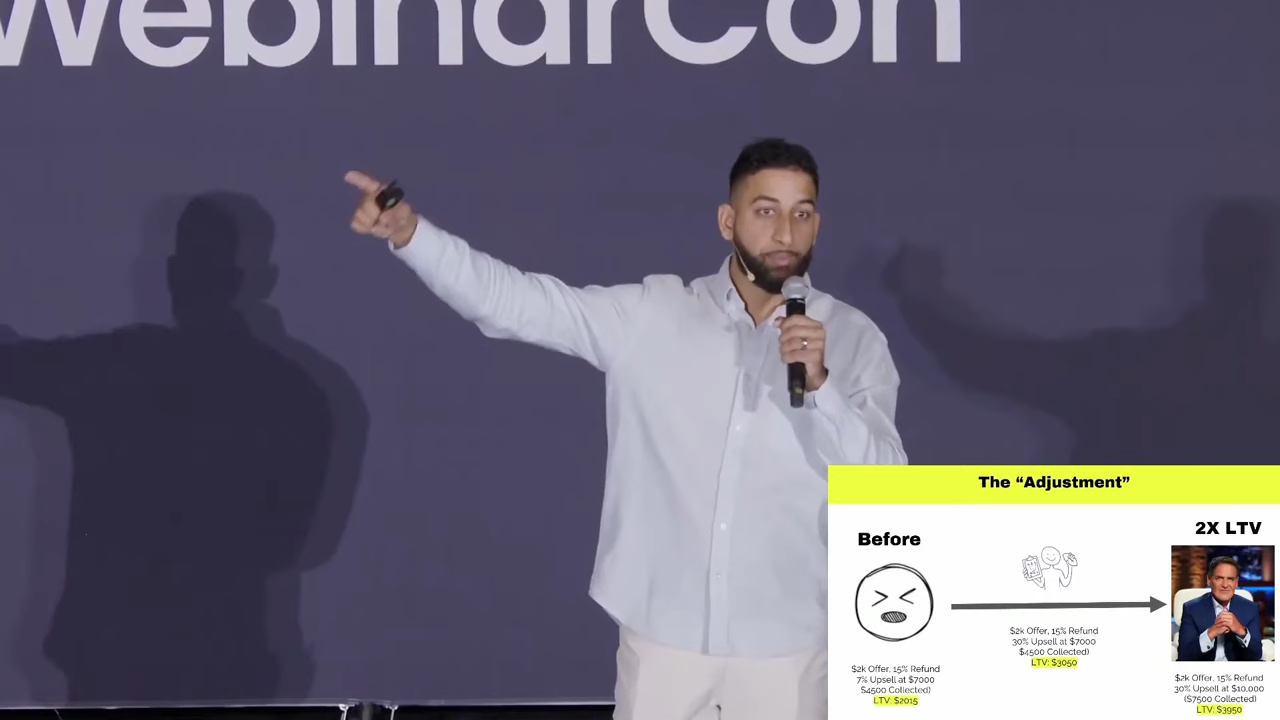 WebinarCon
The “Adjustment”
Before
2X LTV
$2k Offer, 15% Refund
7% Upsell at $7000
$4500 Collected)
LTV: $2015
$2k Offer, 15% Refund
30% Upsell at $7000
$4500 Collected)
LTV: $3050
$2k Offer, 15% Refund
30% Upsell at $10,000
($7500 Collected)
LTV: $3950